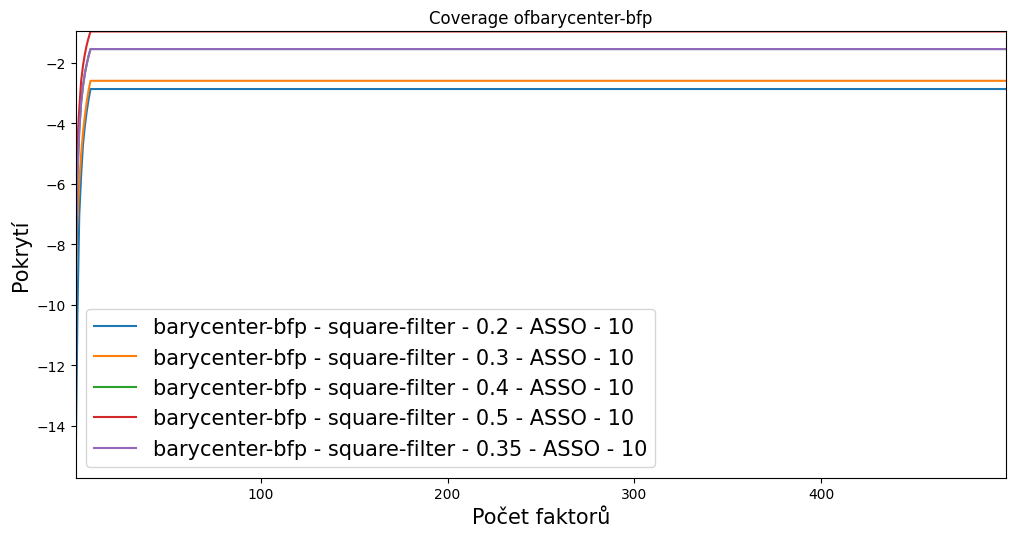 Coverage ofbarycenter-bfp
Pokrytí
−2
−4
−6
−8
−10
−12
−14
barycenter-bfp - square-filter - 0.2 - ASSO - 10
barycenter-bfp - square-filter - 0.3 - ASSO - 10
barycenter-bfp - square-filter - 0.4 - ASSO - 10
barycenter-bfp - square-filter - 0.5 - ASSO - 10
barycenter-bfp - square-filter - 0.35 - ASSO - 10
100 200 300 400
Počet faktorů